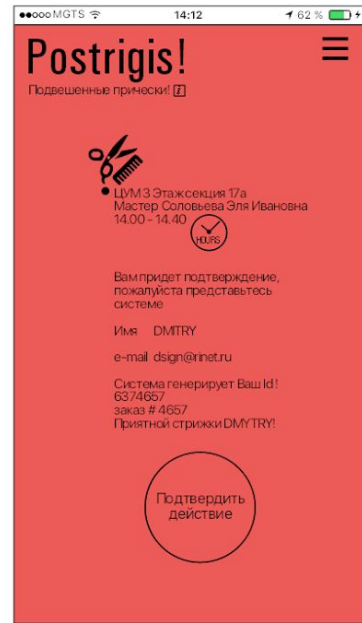 MGTS 14:12 62 %
Postrigis!
Подвешенные прически! i
ЦУМ 3 Этаж секция 17а
Мастер Соловьева Эля Ивановна
14.00 - 14.40
HOURS
Вам придет подтверждение,
пожалуйста представьтесь
системе
Имя DMITRY
e-mail dsign@rinet.ru
Система генерирует Ваш Id!
6374657
заказ # 4657
Приятной стрижки DMYTRY!
Подтвердить
действие